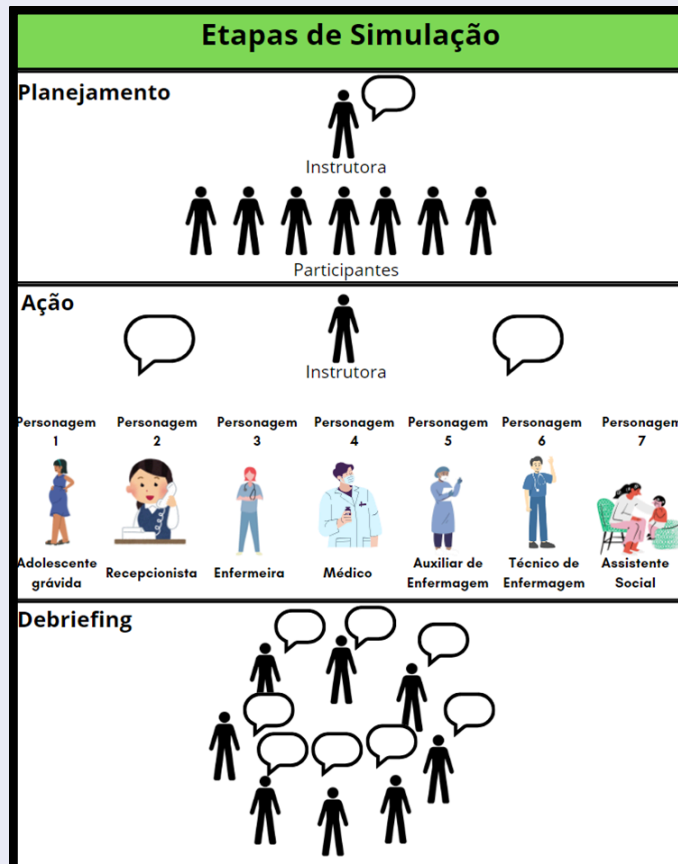 Etapas de Simulação
Planejamento
Instrutora
Participantes
Ação
Instrutora
Personagem 1
Personagem 2
Personagem 3
Personagem 4
Personagem 5
Personagem 6
Personagem 7
Adolescente grávida
Recepcionista
Enfermeira
Médico
Auxiliar de Enfermagem
Técnico de Enfermagem
Assistente Social
Debriefing